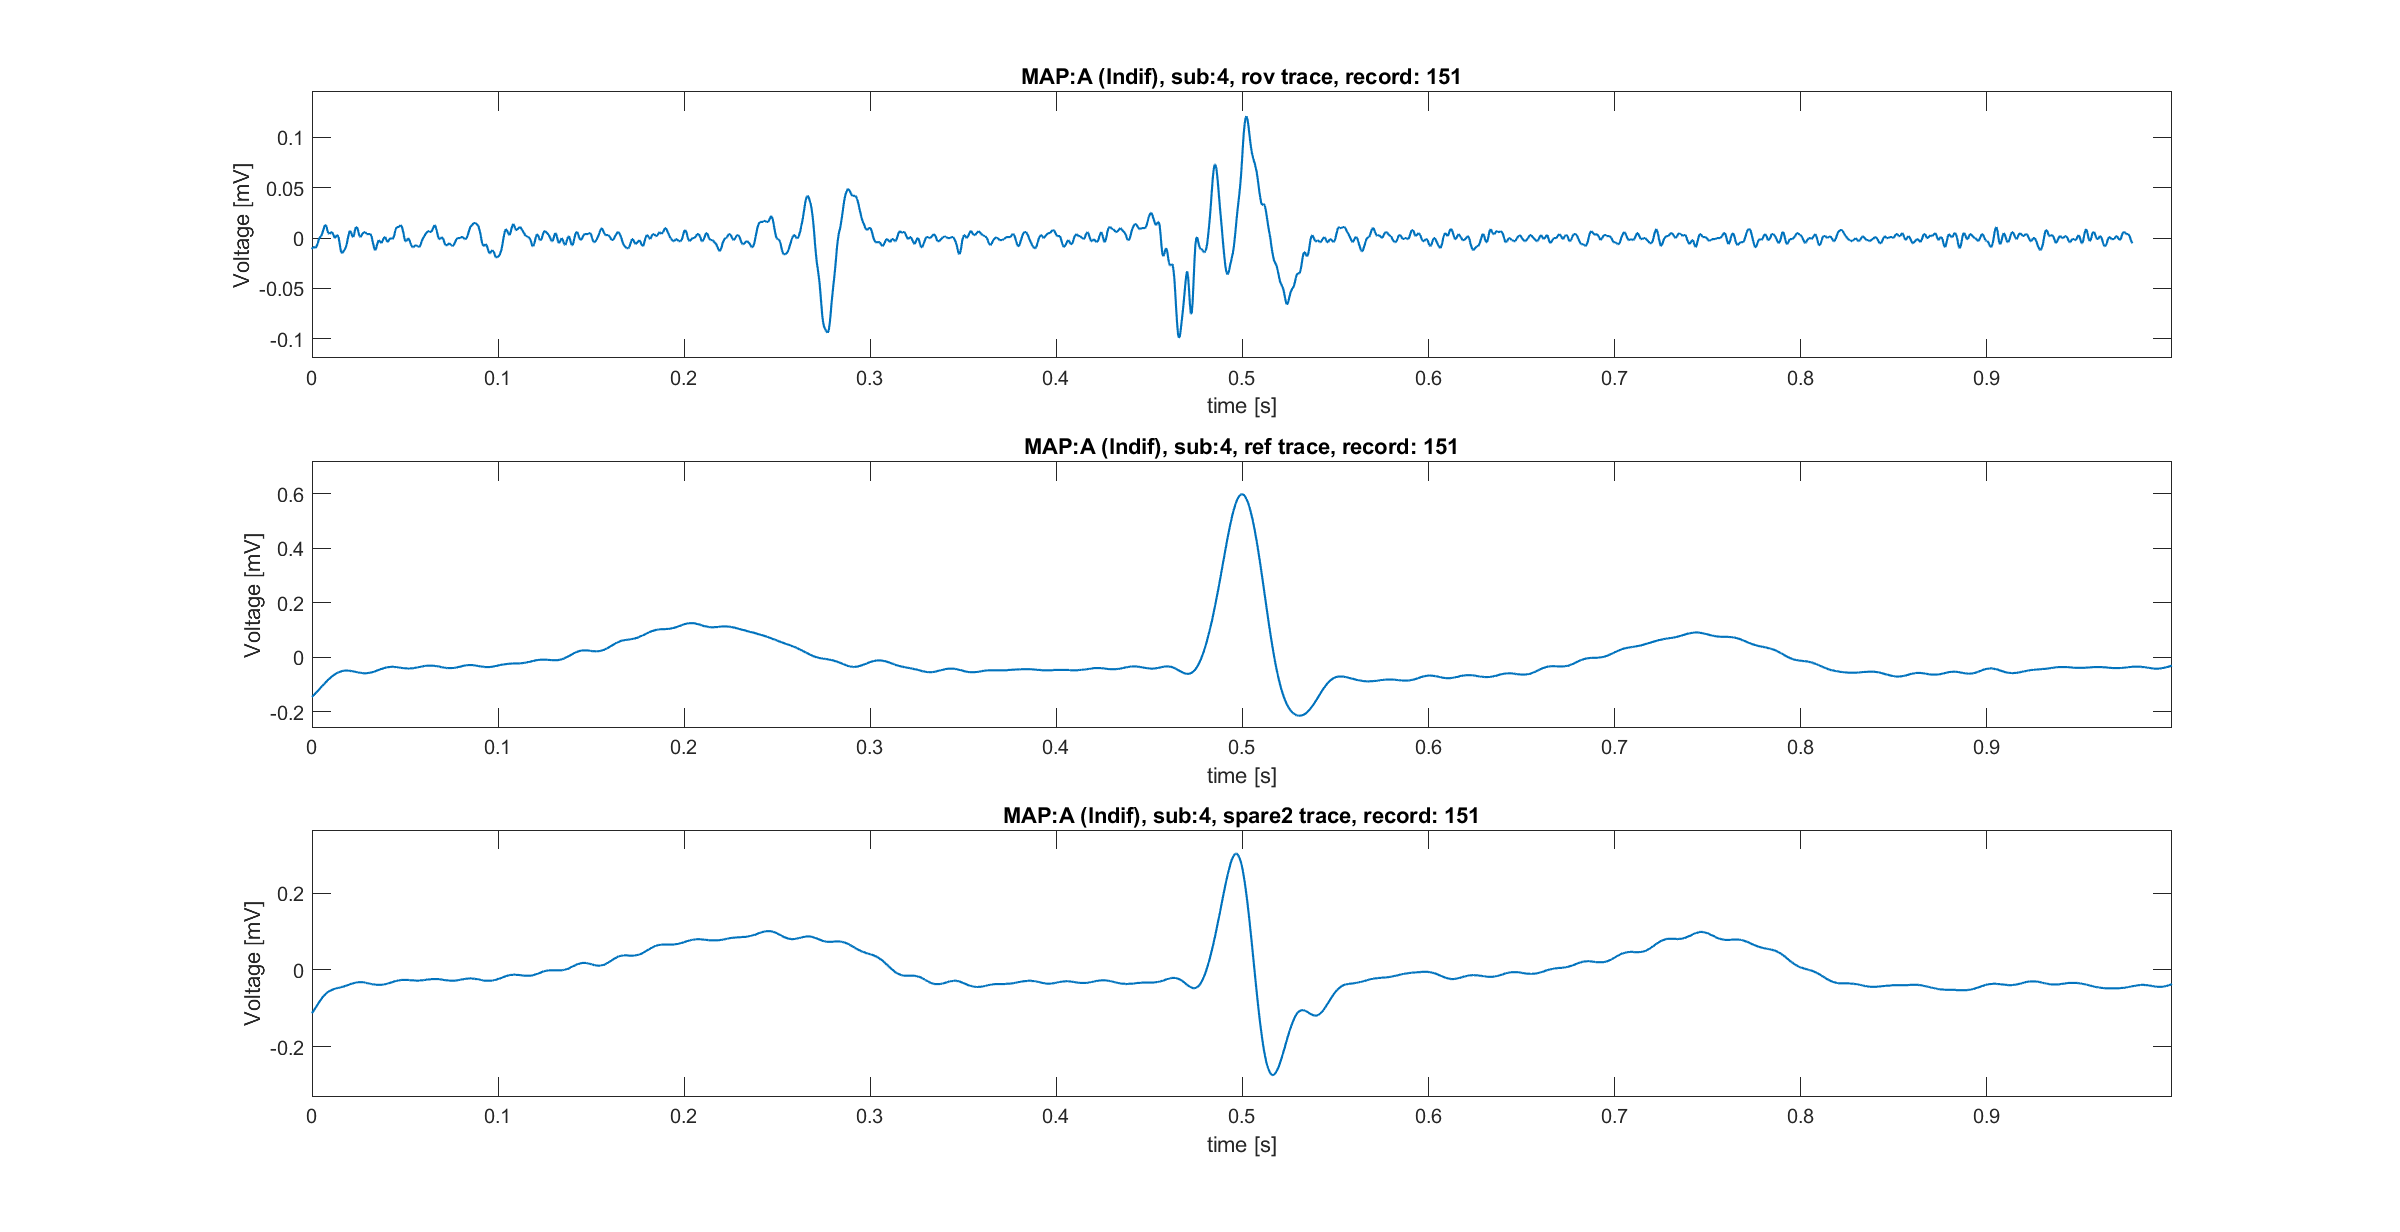 MAP:A (Indif), sub:4, rov trace, record: 151
Voltage [mV]
0.1
0.05
0
-0.05
-0.1
0 0.1 0.2 0.3 0.4 0.5 0.6 0.7 0.8 0.9
time [s]
MAP:A (Indif), sub:4, ref trace, record: 151
Voltage [mV]
0.6
0.4
0.2
0
-0.2
0 0.1 0.2 0.3 0.4 0.5 0.6 0.7 0.8 0.9
time [s]
MAP:A (Indif), sub:4, spare2 trace, record: 151
Voltage [mV]
0.2
0
-0.2
0 0.1 0.2 0.3 0.4 0.5 0.6 0.7 0.8 0.9
time [s]